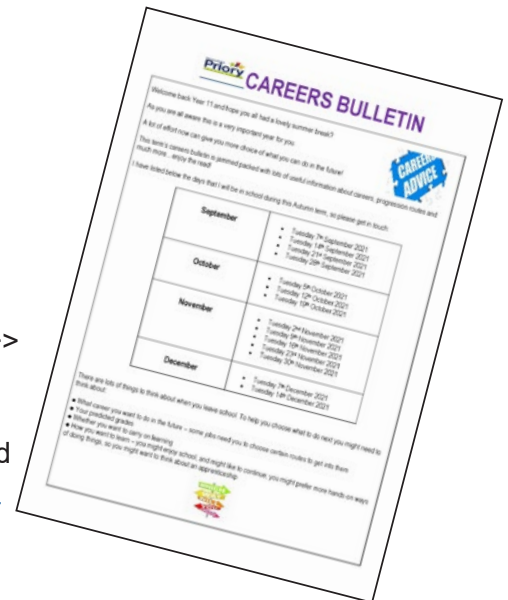 Priory CAREERS BULLETIN
Welcome back Year 11 and hope you all had a lovely summer break?
As you are all aware this is a very important year for you.
A lot of effort now can give you more choice of what you can do in the future!
This term's careers bulletin is jammed packed with lots of useful information about careers, progression routes and
much more - enjoy the read!
I have listed below the days that I will be in school during this Autumn term, so please get in touch.
CAREERS
ADVICE
September
• Tuesday 7th September 2021
• Tuesday 14th September 2021
• Tuesday 21st September 2021
• Tuesday 28th September 2021
October
• Tuesday 5th October 2021
• Tuesday 12th October 2021
• Tuesday 19th October 2021
November
• Tuesday 2nd November 2021
• Tuesday 9th November 2021
• Tuesday 16th November 2021
• Tuesday 23rd November 2021
• Tuesday 30th November 2021
December
• Tuesday 7th December 2021
• Tuesday 14th December 2021
There are lots of things to think about when you leave school. To help you choose what to do next you might need to
think about:
● What career you want to do in the future – some jobs need you to choose certain routes to get into them
● Your predicted grades
● Whether you want to carry on learning
● How you want to learn – you might enjoy school, and might like to continue, you might prefer more hands-on ways
of doing things, so you might want to think about an apprenticeship.
>
d